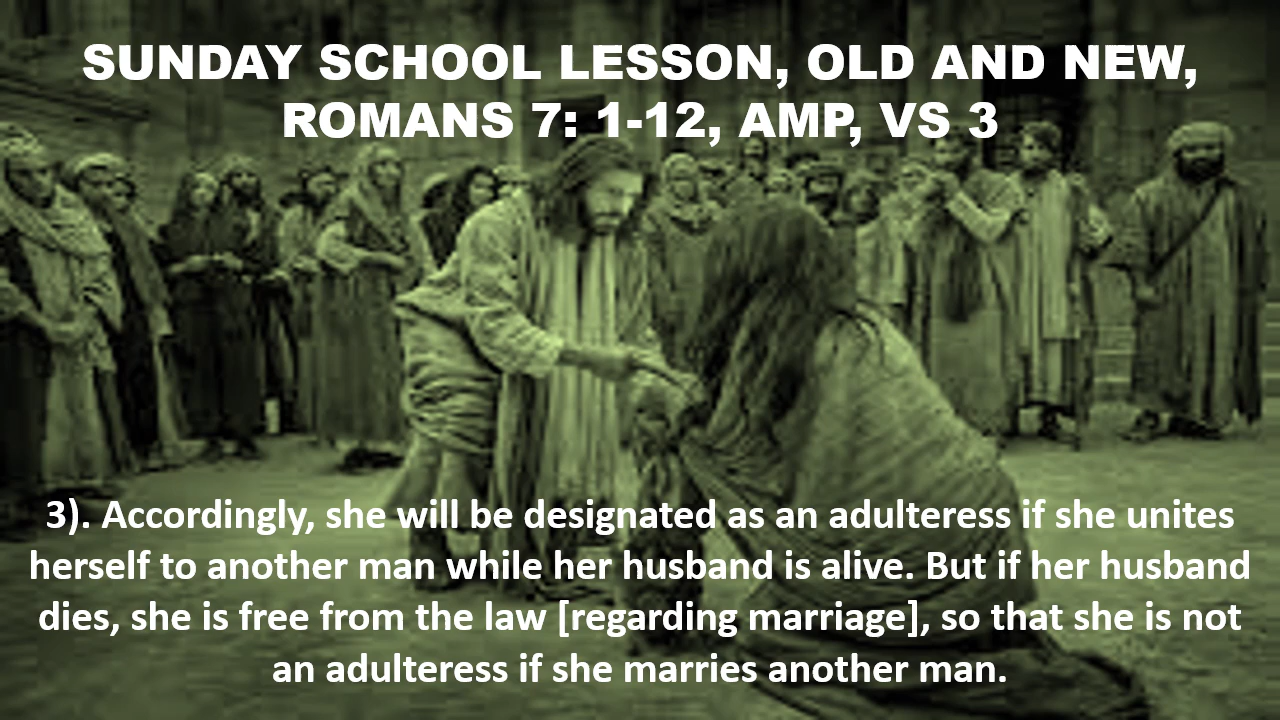 SUNDAY SCHOOL LESSON, OLD AND NEW,
ROMANS 7: 1-12, AMP, VS 3
3). Accordingly, she will be designated as an adulteress if she unites
herself to another man while her husband is alive. But if her husband
dies, she is free from the law [regarding marriage], so that she is not
an adulteress if she marries another man.